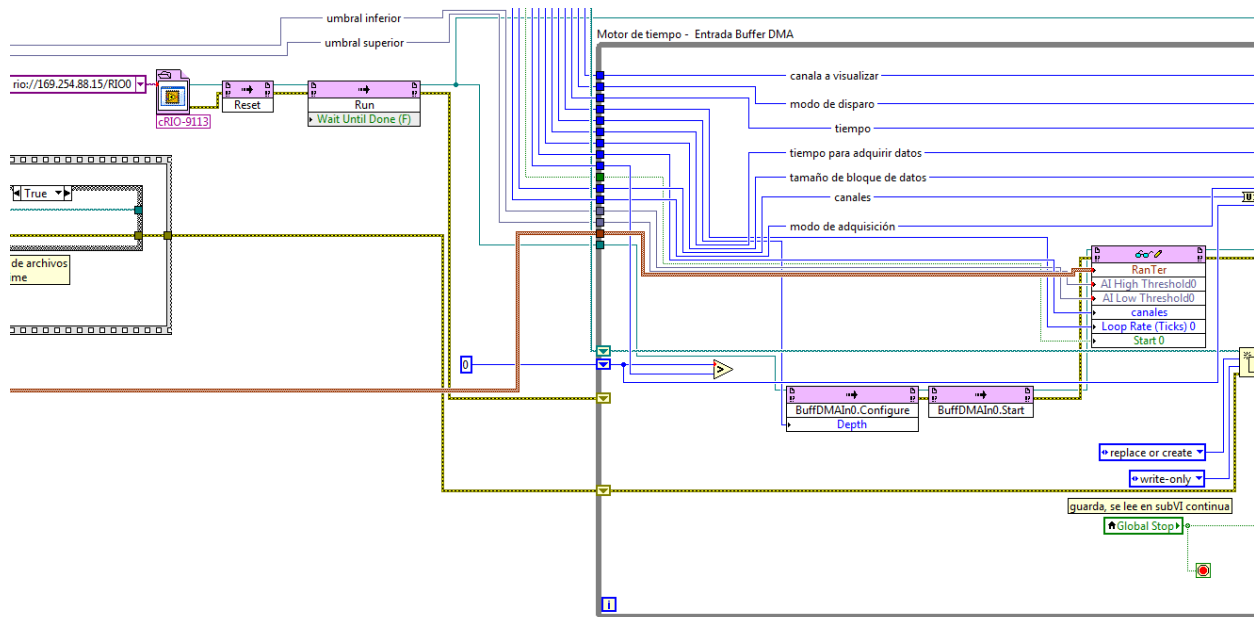 umbral inferior
umbral superior
Motor de tiempo - Entrada Buffer DMA
rio://169.254.88.15/RIO0
cRIO-9113
Reset
Run
Wait Until Done (F)
canala a visualizar
modo de disparo
tiempo
tiempo para adquirir datos
tamaño de bloque de datos
canales
modo de adquisición
True
de archivos
ime
U
RanTer
AI High Threshold0
AI Low Threshold0
canales
Loop Rate (Ticks) 0
Start 0
0
>
BuffDMAIn0.Configure
Depth
BuffDMAIn0.Start
replace or create
write-only
guarda, se lee en subVI continua
Global Stop
i